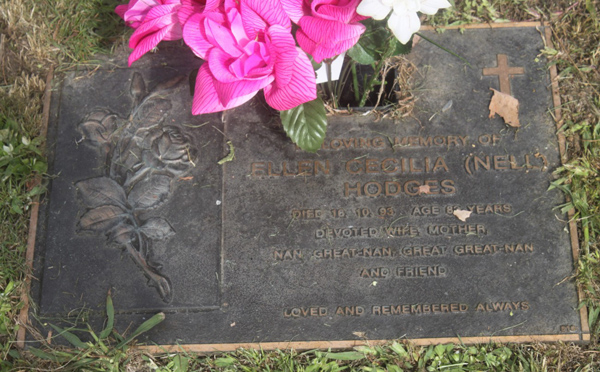 LOVING MEMORY OF
ELLEN CECILIA (NELL)
HODGES
DIED 10. 93. AGE YEARS
DEVOTED WIFE, MOTHER
NAN, GREAT-NAN, GREAT GREAT-NAN
AND FRIEND
LOVED AND REMEMBERED ALWAYS